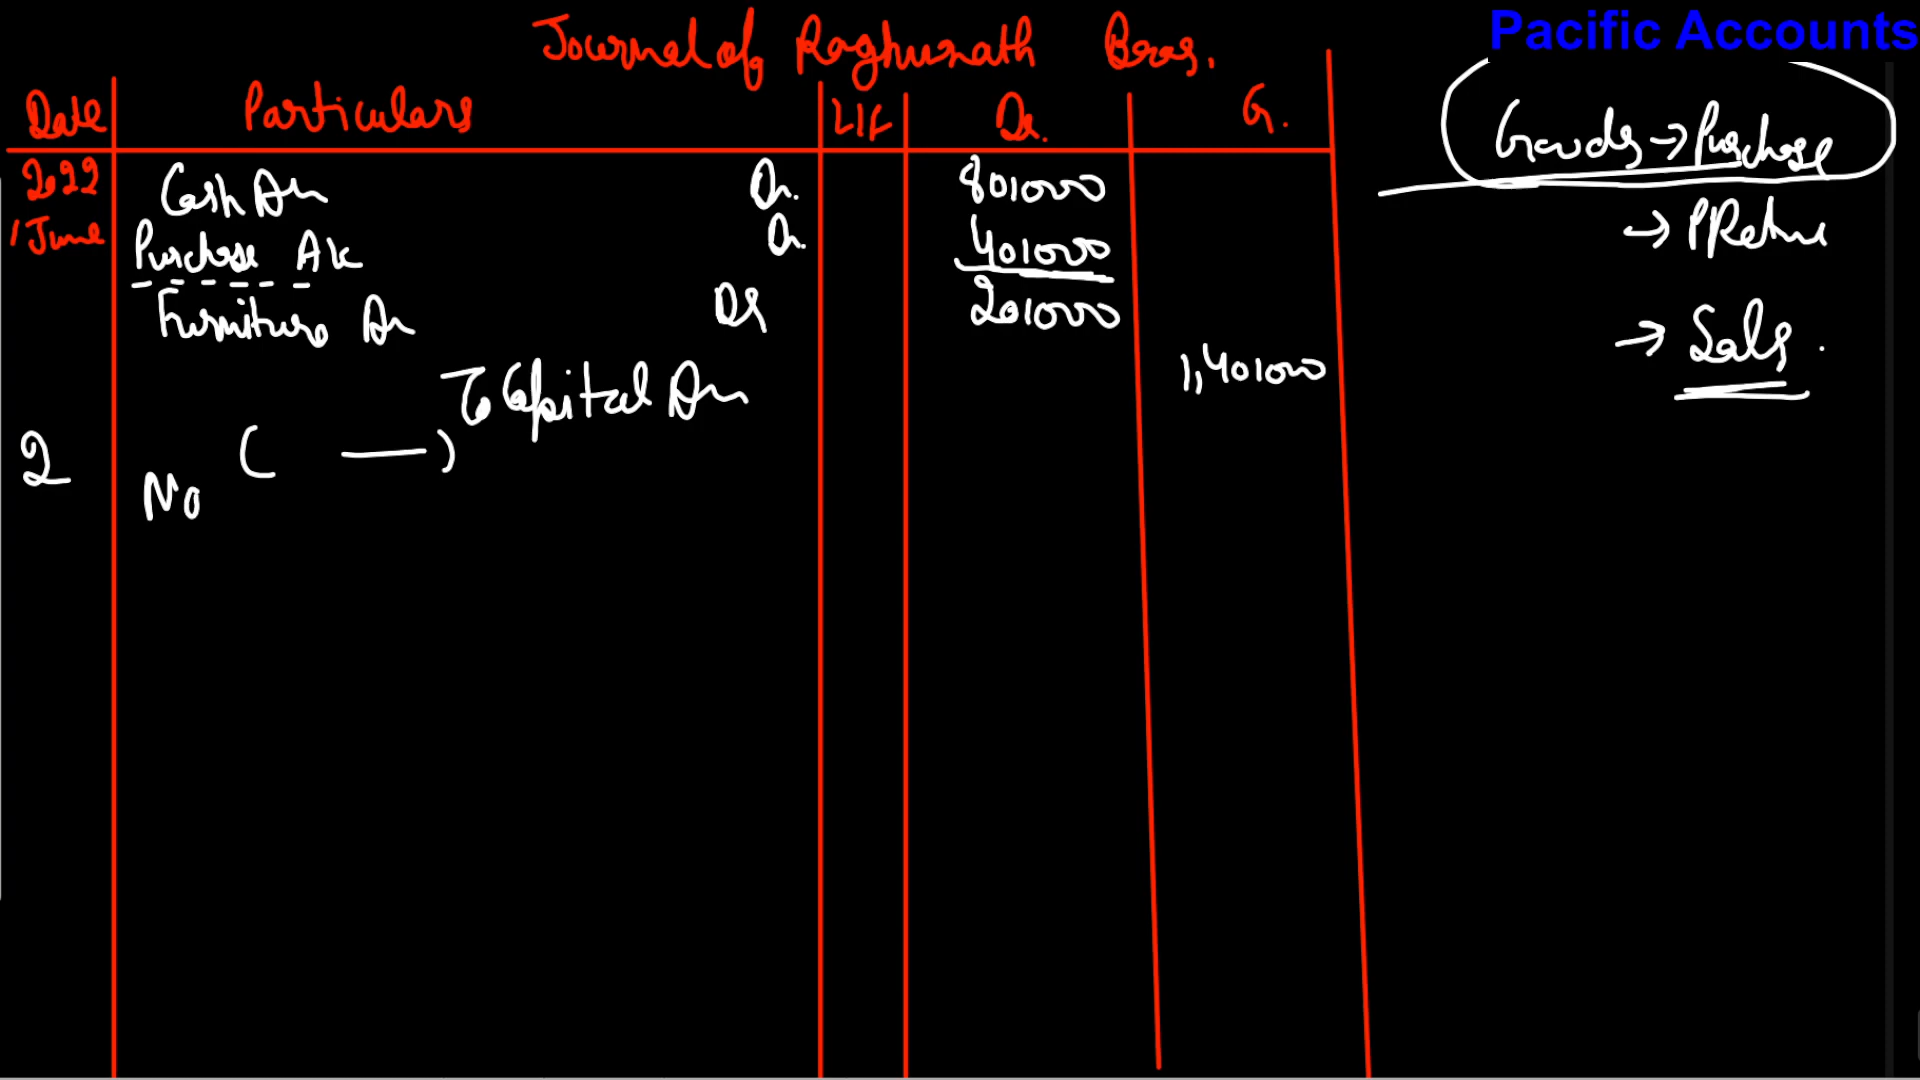 Journal of Raghunath Bros.
Pacific Accounts
Date Particulars L/F Dr. Cr.
Goods → Purchase
2022 Cash A/c Dr. 80,000
1 June Purchase A/c Dr. 40,000
→ P Return
Furniture A/c Dr 20,000
→ Sales.
To Capital A/c 1,40,000
( — )
2 No